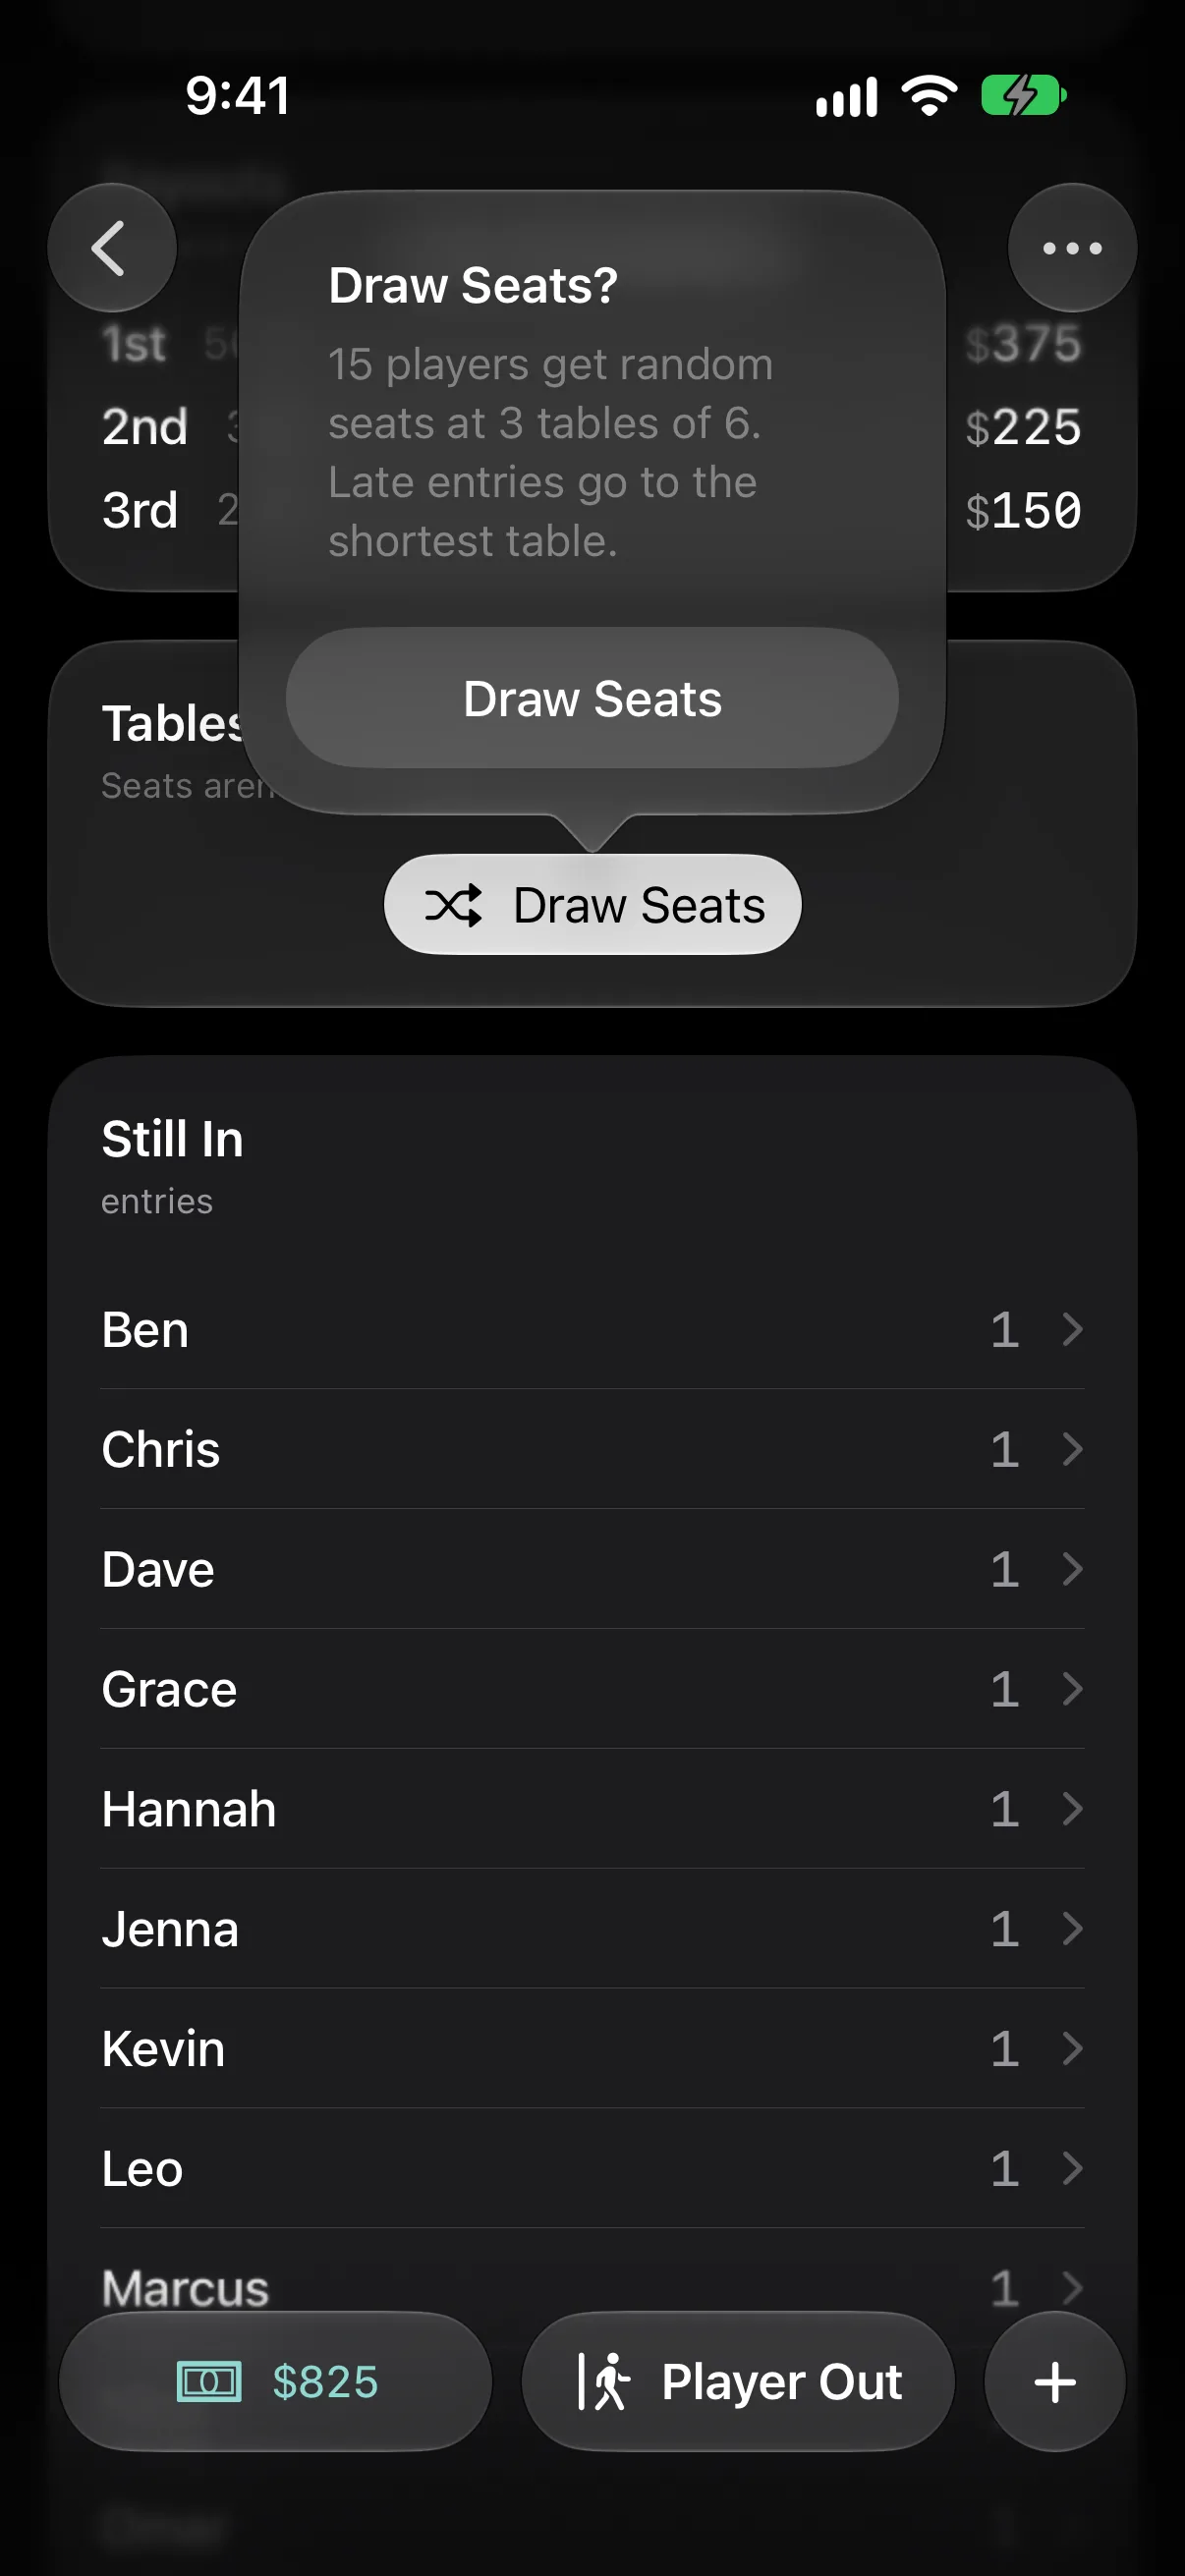 9:41
Draw Seats?
15 players get random
seats at 3 tables of 6.
Late entries go to the
shortest table.
Draw Seats
1st $375
2nd $225
3rd $150
Tables
Seats
Draw Seats
Still In
entries
Ben 1
Chris 1
Dave 1
Grace 1
Hannah 1
Jenna 1
Kevin 1
Leo 1
Marcus 1
$825
Player Out